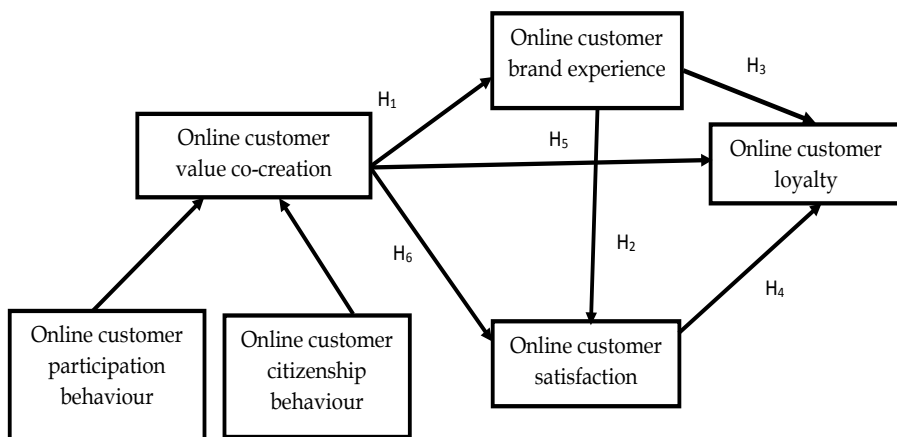 Online customer
brand experience
H3
H1
Online customer
value co-creation
H5
Online customer
loyalty
H6
H2
H4
Online customer
participation
behaviour
Online customer
citizenship
behaviour
Online customer
satisfaction